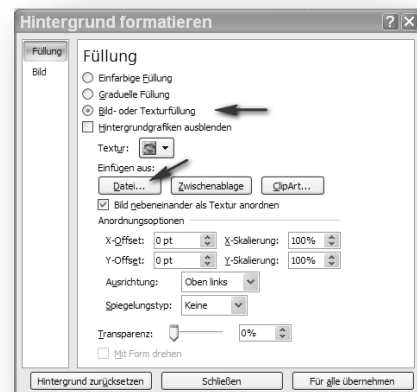 Hintergrund formatieren
Füllung
Bild
Füllung
Einfarbige Füllung
Graduelle Füllung
Bild- oder Texturfüllung
Hintergrundgrafiken ausblenden
Textur:
Einfügen aus:
Datei... Zwischenablage ClipArt...
Bild nebeneinander als Textur anordnen
Anordnungsoptionen
X-Offset: 0 pt X-Skalierung: 100%
Y-Offset: 0 pt Y-Skalierung: 100%
Ausrichtung: Oben links
Spiegelungstyp: Keine
Transparenz: 0%
Mit Form drehen
Hintergrund zurücksetzen Schließen Für alle übernehmen